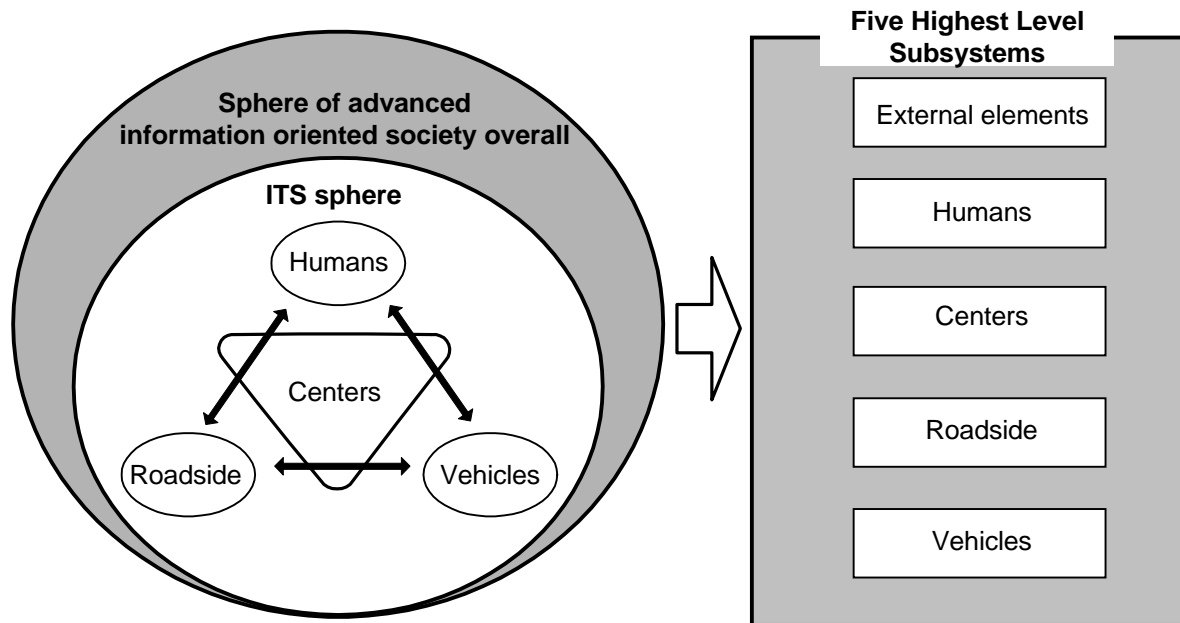 Sphere of advanced
information oriented society overall
ITS sphere
Humans
Centers
Roadside
Vehicles
Five Highest Level
Subsystems
External elements
Humans
Centers
Roadside
Vehicles